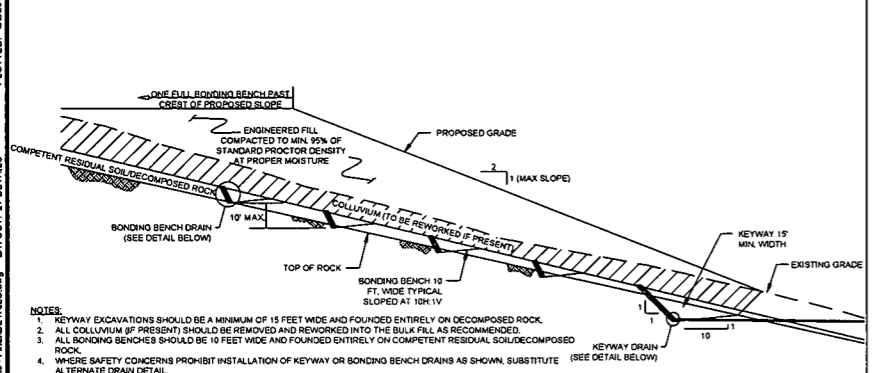 ONE FULL BONDING BENCH PAST
CREST OF PROPOSED SLOPE
ENGINEERED FILL
COMPACTED TO MIN. 95% OF
STANDARD PROCTOR DENSITY
AT PROPER MOISTURE
PROPOSED GRADE
2
1 (MAX SLOPE)
COMPETENT RESIDUAL SOIL/DECOMPOSED ROCK
COLLUVIUM (TO BE REWORKED IF PRESENT)
10' MAX.
BONDING BENCH DRAIN
(SEE DETAIL BELOW)
KEYWAY 15'
MIN. WIDTH
EXISTING GRADE
TOP OF ROCK
BONDING BENCH 10
FT. WIDE TYPICAL
SLOPED AT 10H:1V
1
1
1
10
KEYWAY DRAIN
(SEE DETAIL BELOW)
NOTES:
1. KEYWAY EXCAVATIONS SHOULD BE A MINIMUM OF 15 FEET WIDE AND FOUNDED ENTIRELY ON DECOMPOSED ROCK.
2. ALL COLLUVIUM (IF PRESENT) SHOULD BE REMOVED AND REWORKED INTO THE BULK FILL AS RECOMMENDED.
3. ALL BONDING BENCHES SHOULD BE 10 FEET WIDE AND FOUNDED ENTIRELY ON COMPETENT RESIDUAL SOIL/DECOMPOSED
ROCK.
4. WHERE SAFETY CONCERNS PROHIBIT INSTALLATION OF KEYWAY OR BONDING BENCH DRAINS AS SHOWN, SUBSTITUTE
ALTERNATE DRAIN DETAIL.